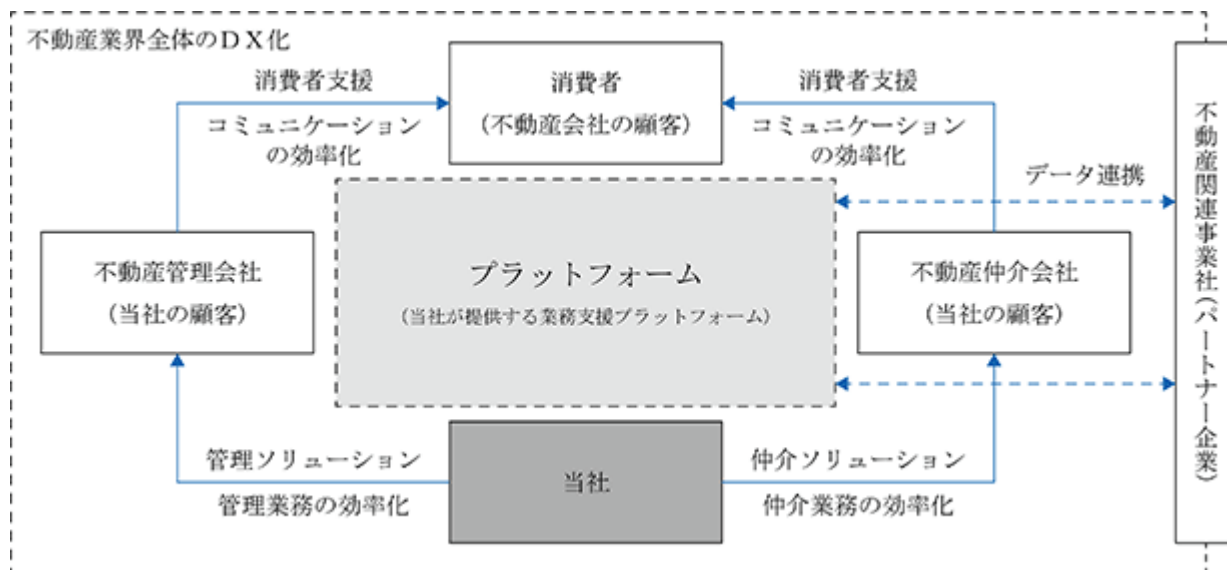 不動産業界全体のDX化
消費者支援
コミュニケーション
の効率化
消費者
(不動産会社の顧客)
消費者支援
コミュニケーション
の効率化
データ連携
不動産関連事業社(パートナー企業)
不動産管理会社
(当社の顧客)
プラットフォーム
(当社が提供する業務支援プラットフォーム)
不動産仲介会社
(当社の顧客)
管理ソリューション
管理業務の効率化
当社
仲介ソリューション
仲介業務の効率化